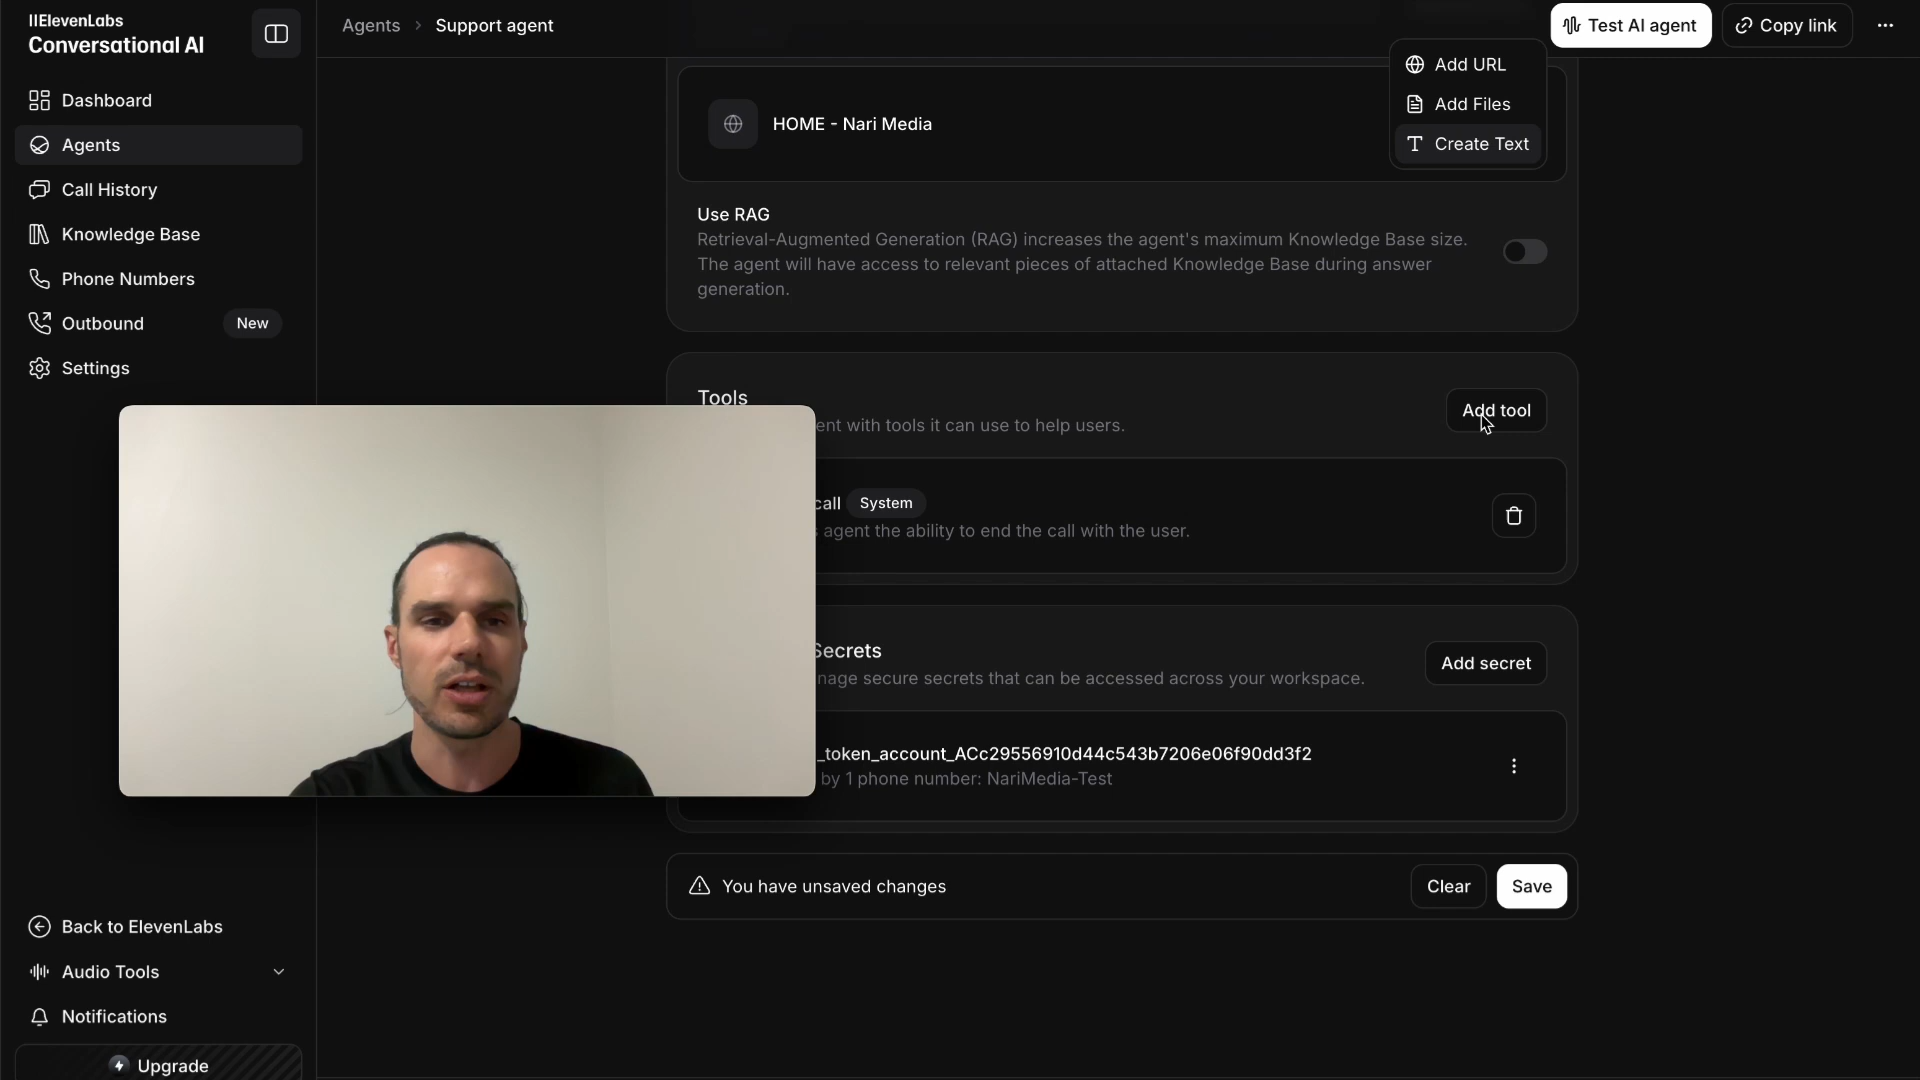 IIElevenLabs
Conversational AI
Dashboard
Agents
Call History
Knowledge Base
Phone Numbers
Outbound
New
Settings
Back to ElevenLabs
Audio Tools
Notifications
Upgrade
Agents > Support agent
Test AI agent
Copy link
Add URL
Add Files
Create Text
HOME - Nari Media
Use RAG
Retrieval-Augmented Generation (RAG) increases the agent's maximum Knowledge Base size.
The agent will have access to relevant pieces of attached Knowledge Base during answer
generation.
Tools
ent with tools it can use to help users.
Add tool
call System
agent the ability to end the call with the user.
Secrets
nage secure secrets that can be accessed across your workspace.
Add secret
_token_account_ACc29556910d44c543b7206e06f90dd3f2
by 1 phone number: NariMedia-Test
You have unsaved changes
Clear
Save